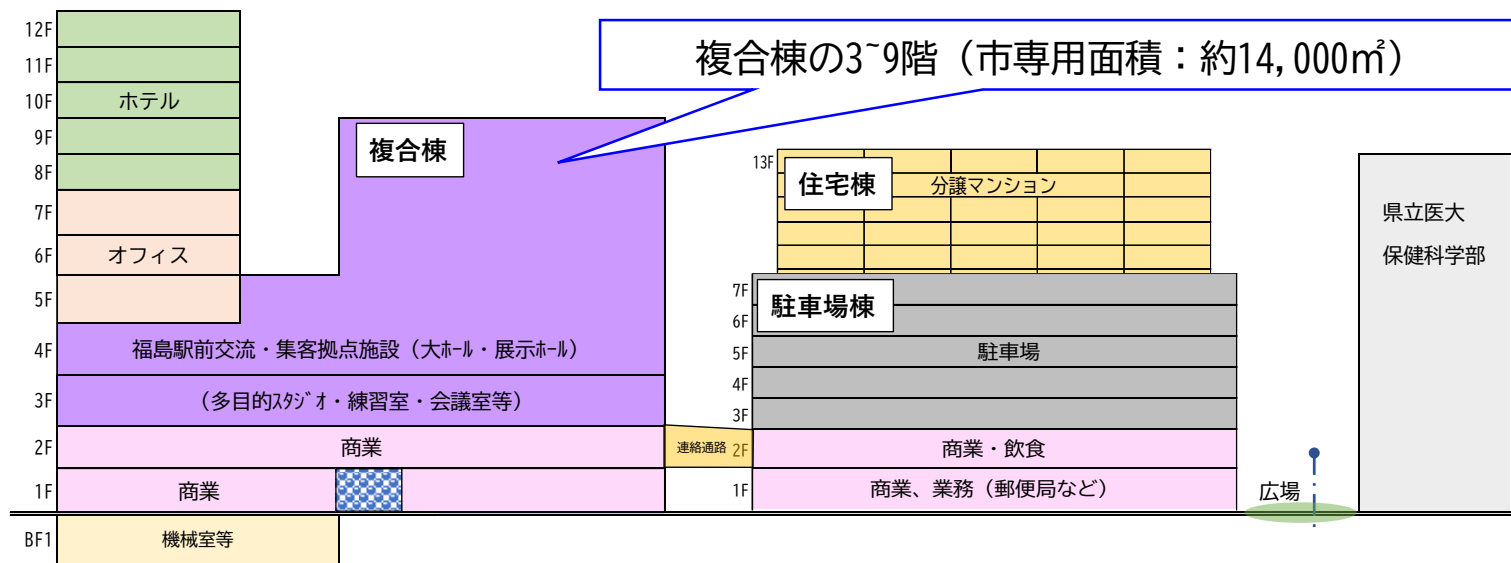 複合棟の3~9階（市専用面積：約14,000㎡）
12F
11F
10F
ホテル
9F
8F
7F
6F
オフィス
5F
複合棟
4F
福島駅前交流・集客拠点施設（大ﾎｰﾙ・展示ﾎｰﾙ）
3F
（多目的ｽﾀｼﾞｵ・練習室・会議室等）
2F
商業
1F
商業
BF1
機械室等
連絡通路
13F
住宅棟
分譲マンション
7F
駐車場棟
6F
5F
駐車場
4F
3F
2F
商業・飲食
1F
商業、業務（郵便局など）
広場
県立医大
保健科学部